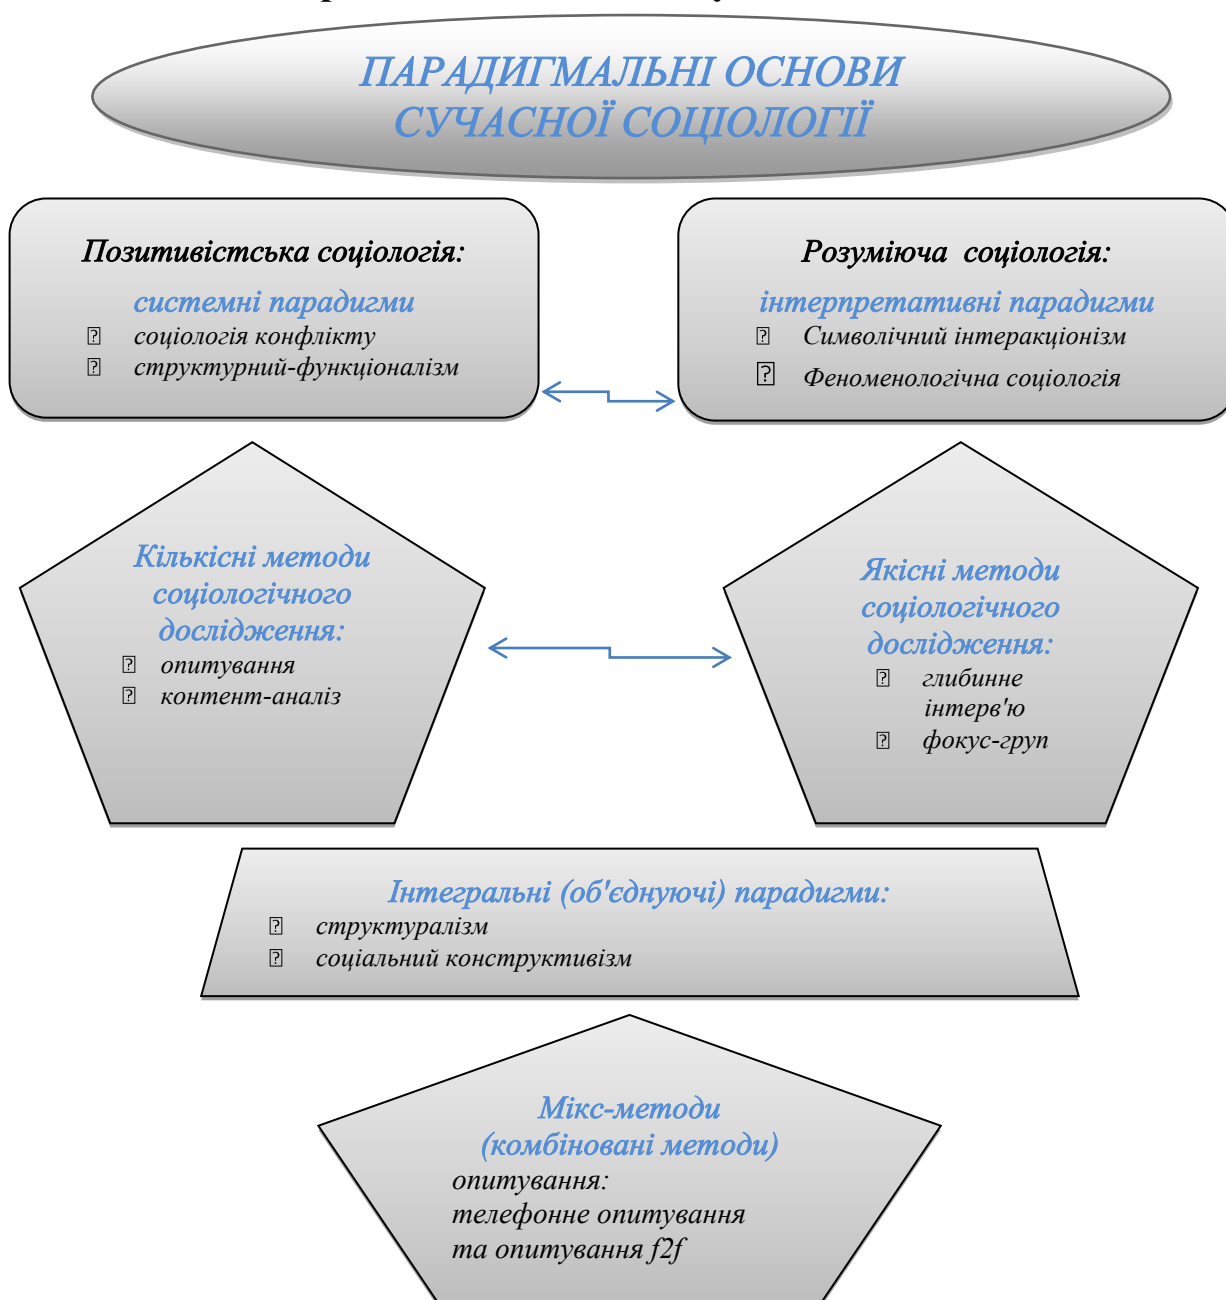 ПАРАДИГМАЛЬНІ ОСНОВИ
СУЧАСНОЇ СОЦІОЛОГІЇ
Позитивістська соціологія:
системні парадигми
соціологія конфлікту
структурний-функціоналізм
Розуміюча соціологія:
інтерпретативні парадигми
Символічний інтеракціонізм
Феноменологічна соціологія
Кількісні методи
соціологічного
дослідження:
опитування
контент-аналіз
Якісні методи
соціологічного
дослідження:
глибинне
інтерв'ю
фокус-груп
Інтегральні (об'єднуючі) парадигми:
структуралізм
соціальний конструктивізм
Мікс-методи
(комбіновані методи)
опитування:
телефонне опитування
та опитування f2f